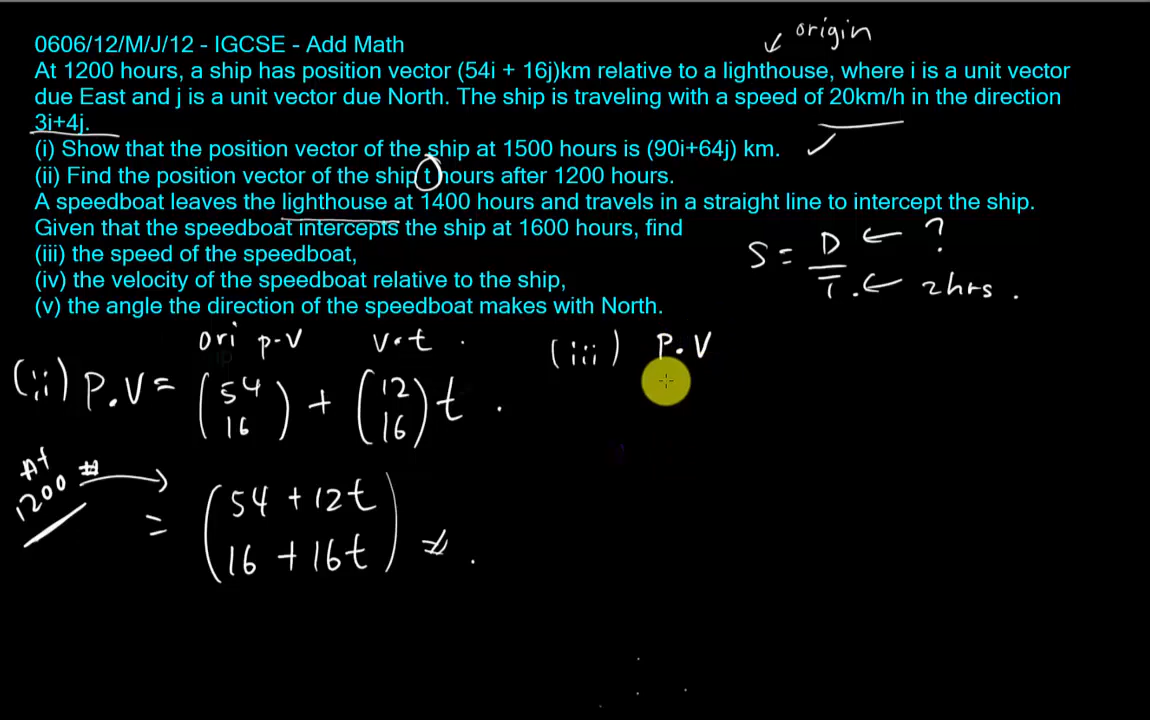 origin
0606/12/M/J/12 - IGCSE - Add Math
At 1200 hours, a ship has position vector (54i + 16j)km relative to a lighthouse, where i is a unit vector
due East and j is a unit vector due North. The ship is traveling with a speed of 20km/h in the direction
3i+4j.
(i) Show that the position vector of the ship at 1500 hours is (90i+64j) km.
(ii) Find the position vector of the ship t hours after 1200 hours.
A speedboat leaves the lighthouse at 1400 hours and travels in a straight line to intercept the ship.
Given that the speedboat intercepts the ship at 1600 hours, find
(iii) the speed of the speedboat,
(iv) the velocity of the speedboat relative to the ship,
(v) the angle the direction of the speedboat makes with North.
S = D/T ← ?
← 2hrs.
ori p.v v.t
(ii) P.V = (54 16) + (12 16) t.
At 1200
= (54 + 12t
16 + 16t)
(iii) P.V